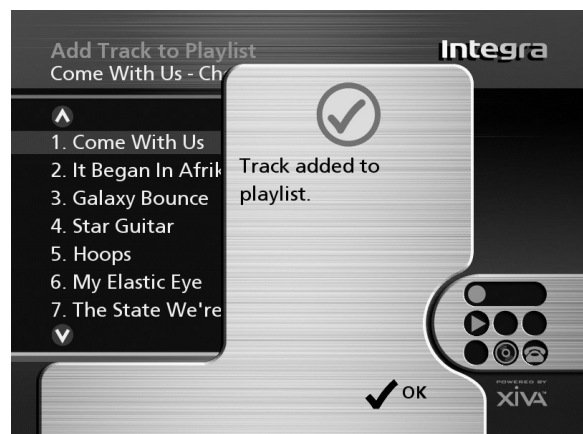 Add Track to Playlist
Integra
Come With Us - Ch
1. Come With Us
2. It Began In Afrik
3. Galaxy Bounce
4. Star Guitar
5. Hoops
6. My Elastic Eye
7. The State We're
Track added to
playlist.
OK
POWERED BY
XiVA